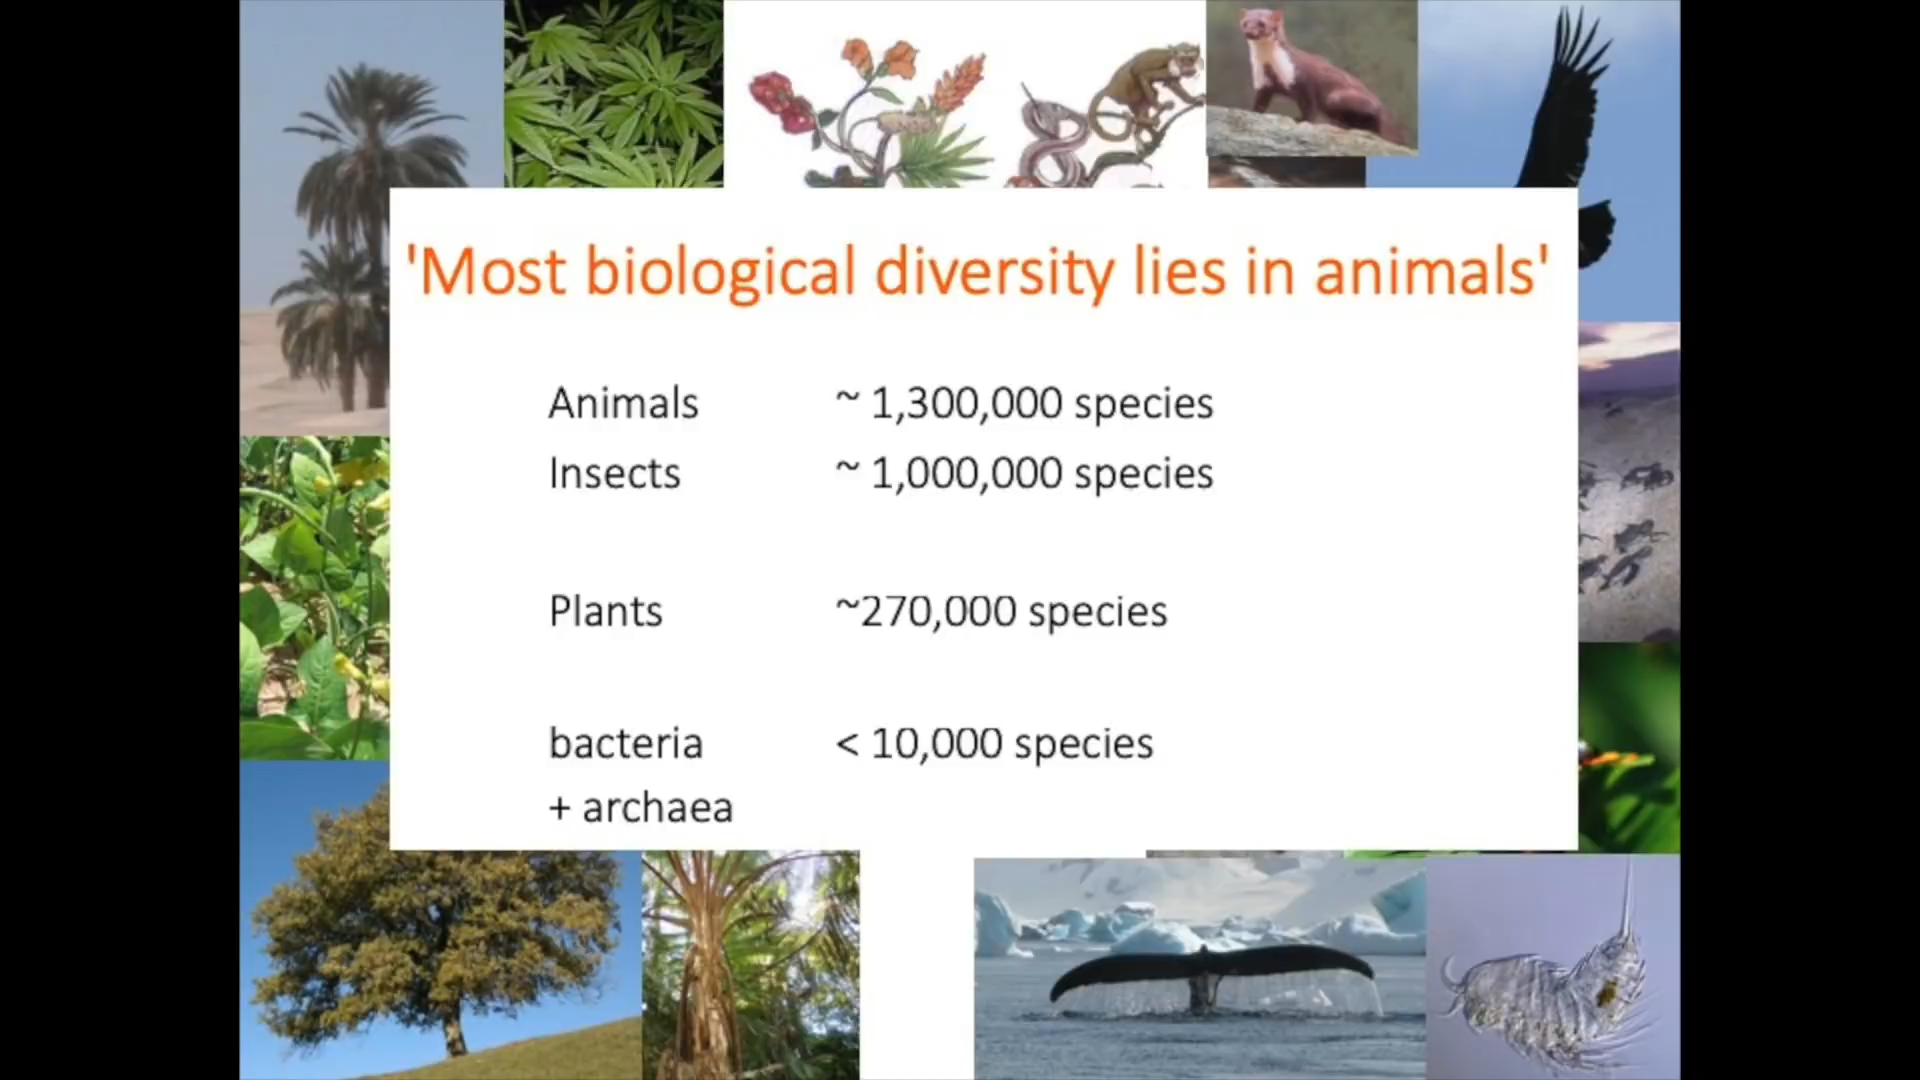 'Most biological diversity lies in animals'
Animals ~ 1,300,000 species
Insects ~ 1,000,000 species
Plants ~270,000 species
bacteria < 10,000 species
+ archaea